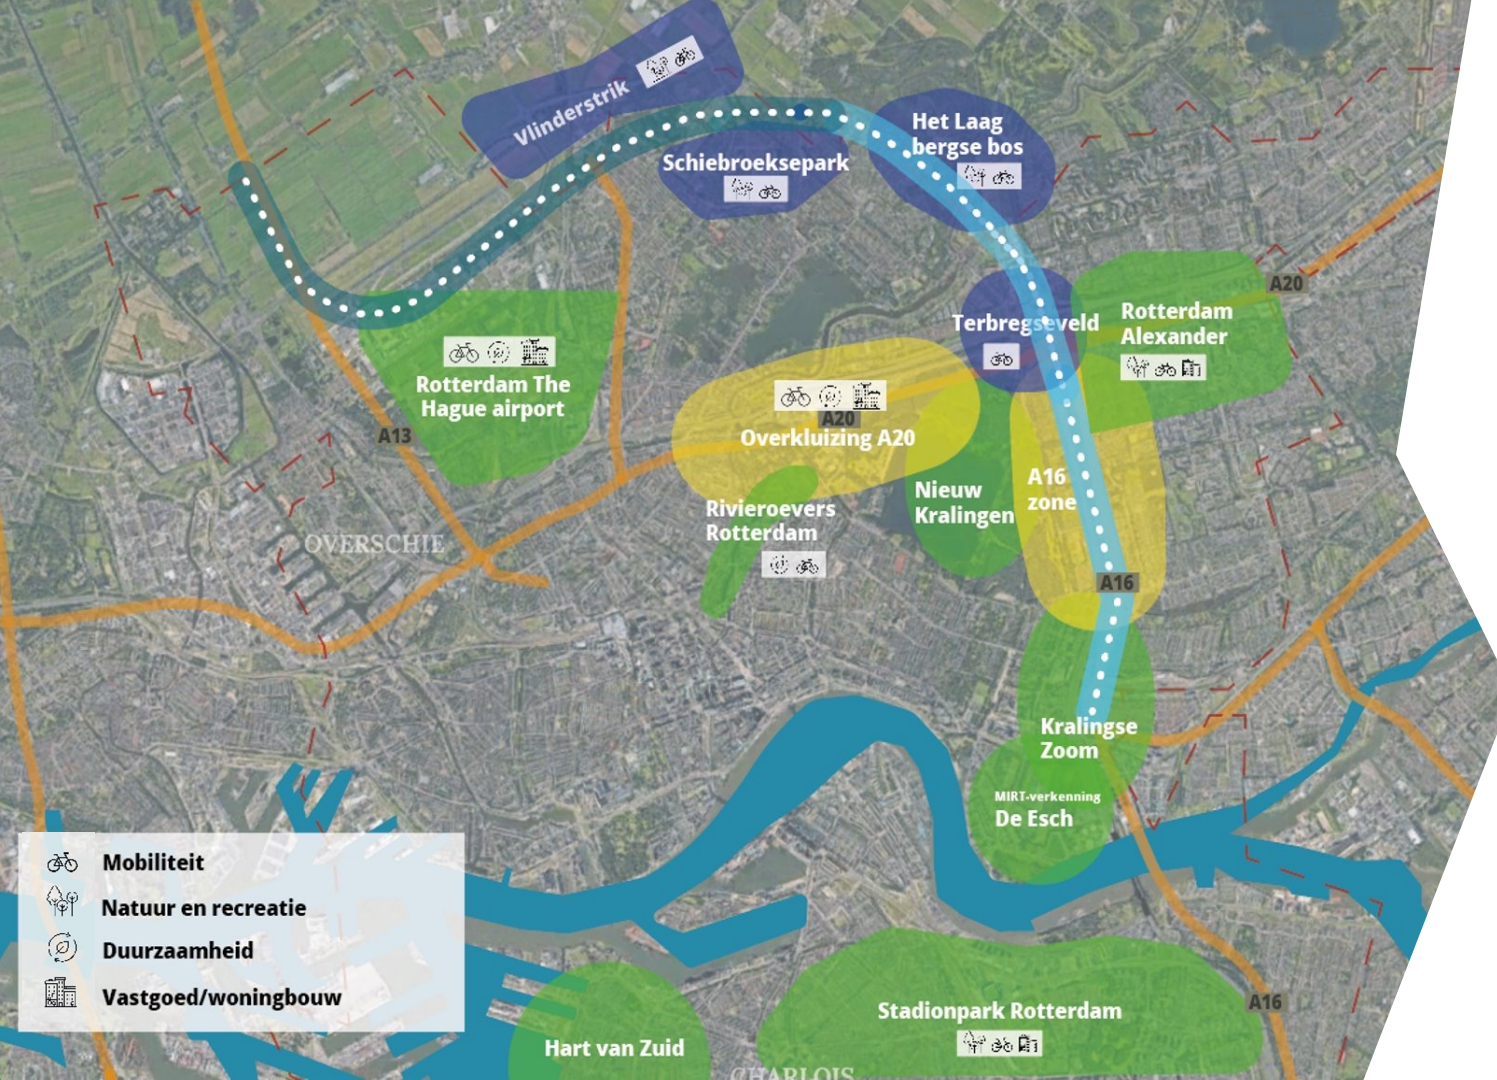 Vlinderstrik
Het Laag
bergse bos
Schiebroeksepark
A20
Terbregseveld
Rotterdam
Alexander
Rotterdam The
Hague airport
A13
A20
Overkluizing A20
A16
zone
Nieuw
Kralingen
Rivieroevers
Rotterdam
OVERSCHIE
A16
Kralingse
Zoom
MIRT-verkenning
De Esch
Mobiliteit
Natuur en recreatie
Duurzaamheid
Vastgoed/woningbouw
A16
Stadionpark Rotterdam
Hart van Zuid
CHARLOIS